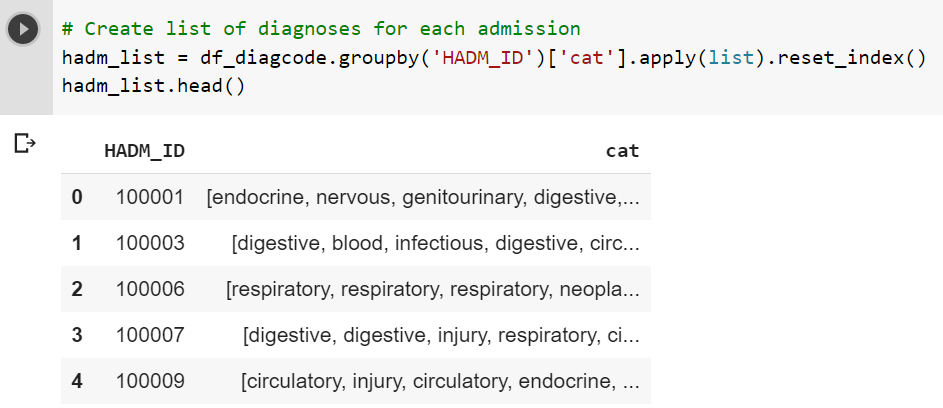 # Create list of diagnoses for each admission
hadm_list = df_diagcode.groupby('HADM_ID')['cat'].apply(list).reset_index()
hadm_list.head()
HADM_ID cat
0 100001 [endocrine, nervous, genitourinary, digestive,...
1 100003 [digestive, blood, infectious, digestive, circ...
2 100006 [respiratory, respiratory, respiratory, neopla...
3 100007 [digestive, digestive, injury, respiratory, ci...
4 100009 [circulatory, injury, circulatory, endocrine, ...